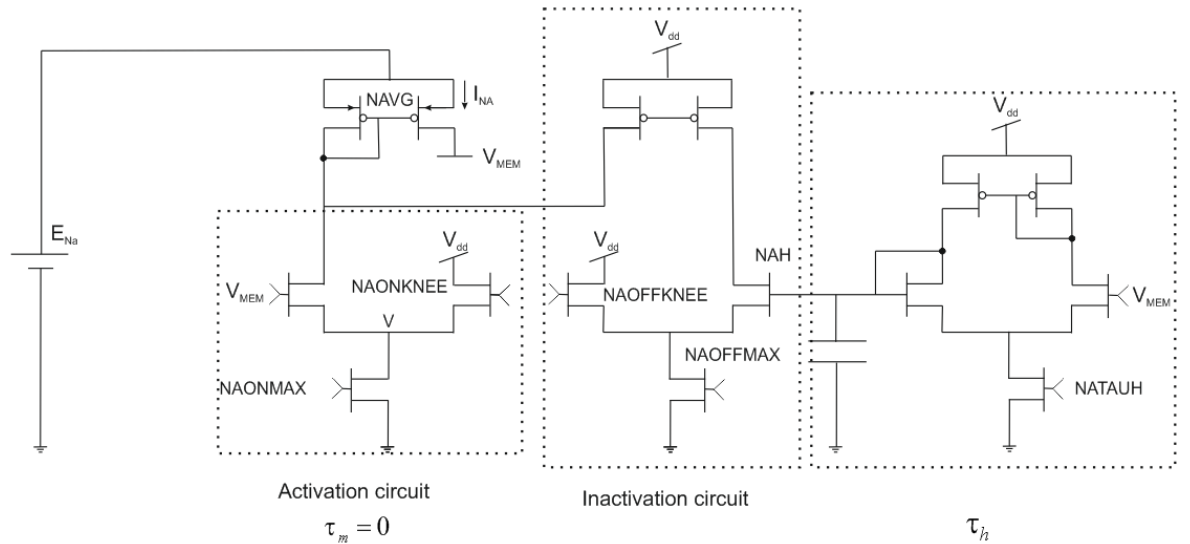 V_dd
NAVG
I_NA
V_MEM
V_dd
E_Na
V_MEM
V_dd
NAONKNEE
V
NAONMAX
V_dd
NAOFFKNEE
NAH
NAOFFMAX
V_MEM
NATAUH
Activation circuit
τ_m = 0
Inactivation circuit
τ_h